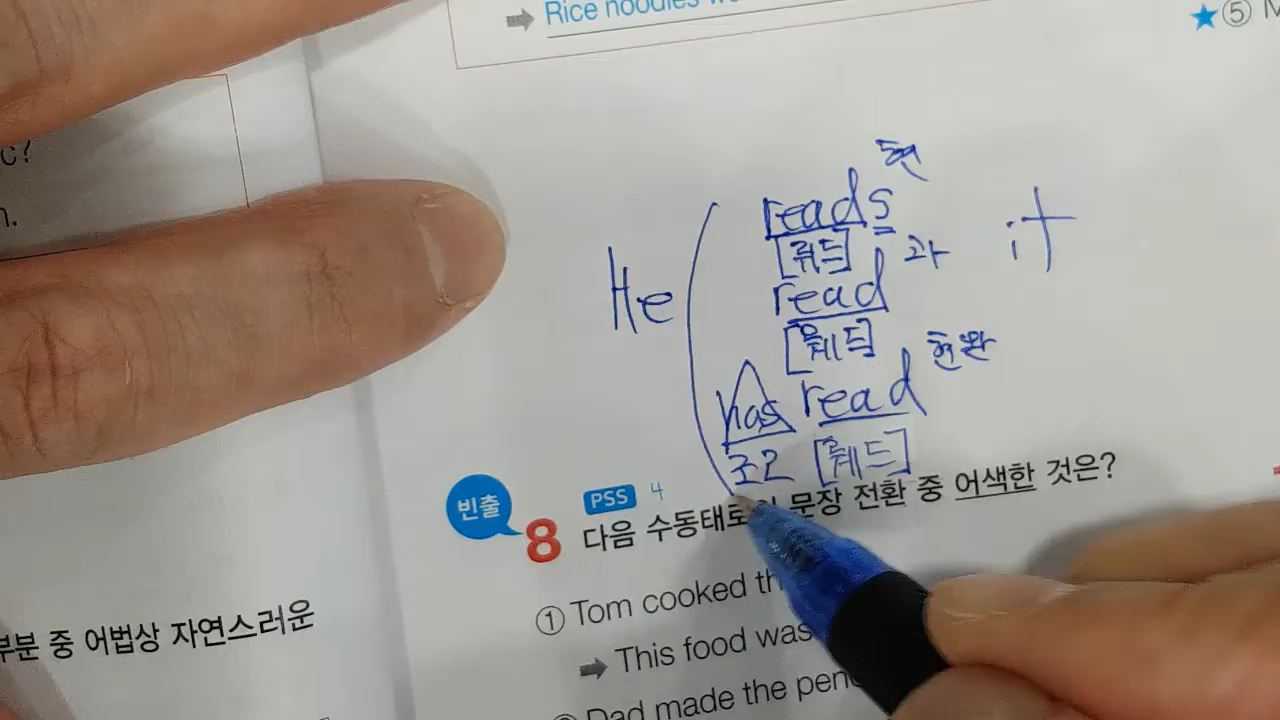 ➡ Rice noodles
★⑤ M
c?
n.
현
reads
He
it
[뤼드]
과
read
[뤠드]
현완
has read
조 [뤠드]
빈출
PSS 4
8 다음 수동태로의 문장 전환 중 어색한 것은?
① Tom cooked th
➡ This food was
Dad made the penc
부분 중 어법상 자연스러운